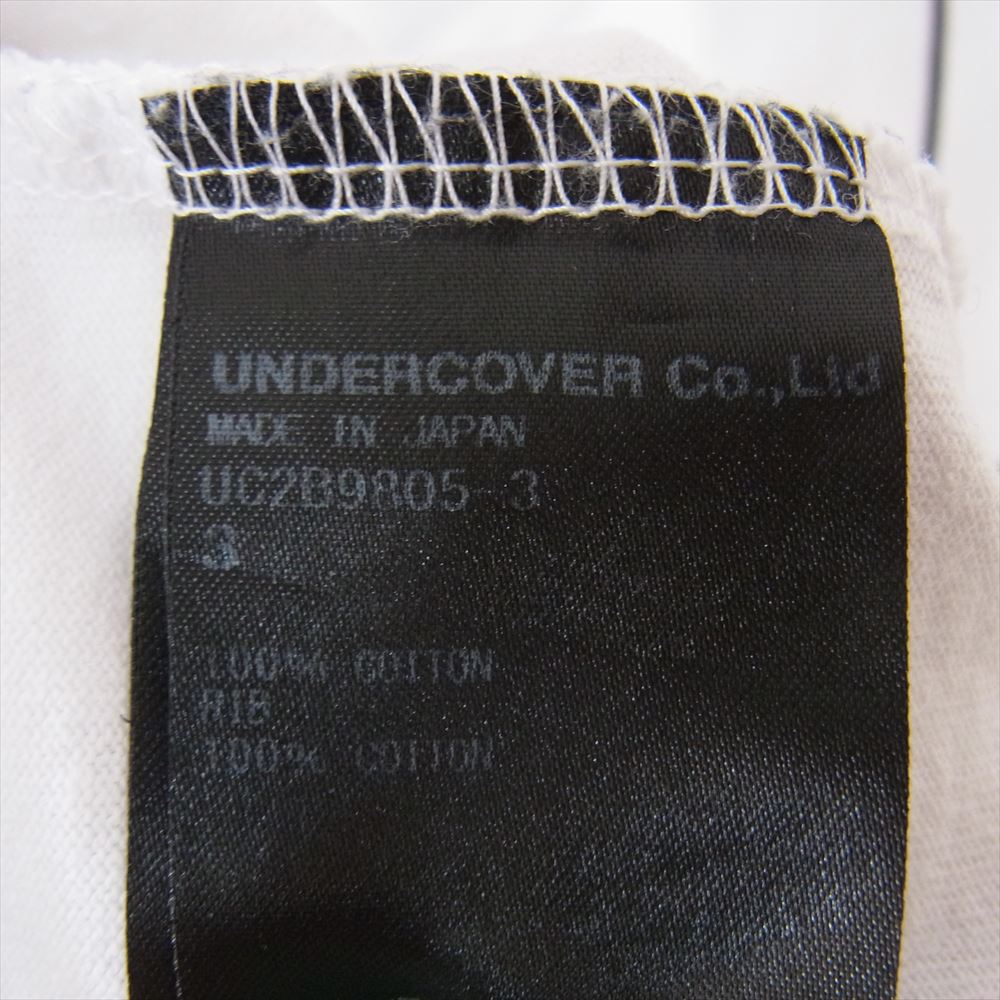 UNDERCOVER Co.,Ltd
MADE IN JAPAN
UC2B9805-3
3
100% COTTON
RIB
100% COTTON